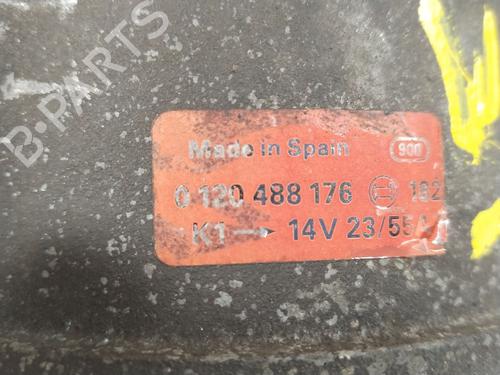 B-PARTS
Made in Spain 900
0 120 488 176 182
K1 → 14V 23/55A